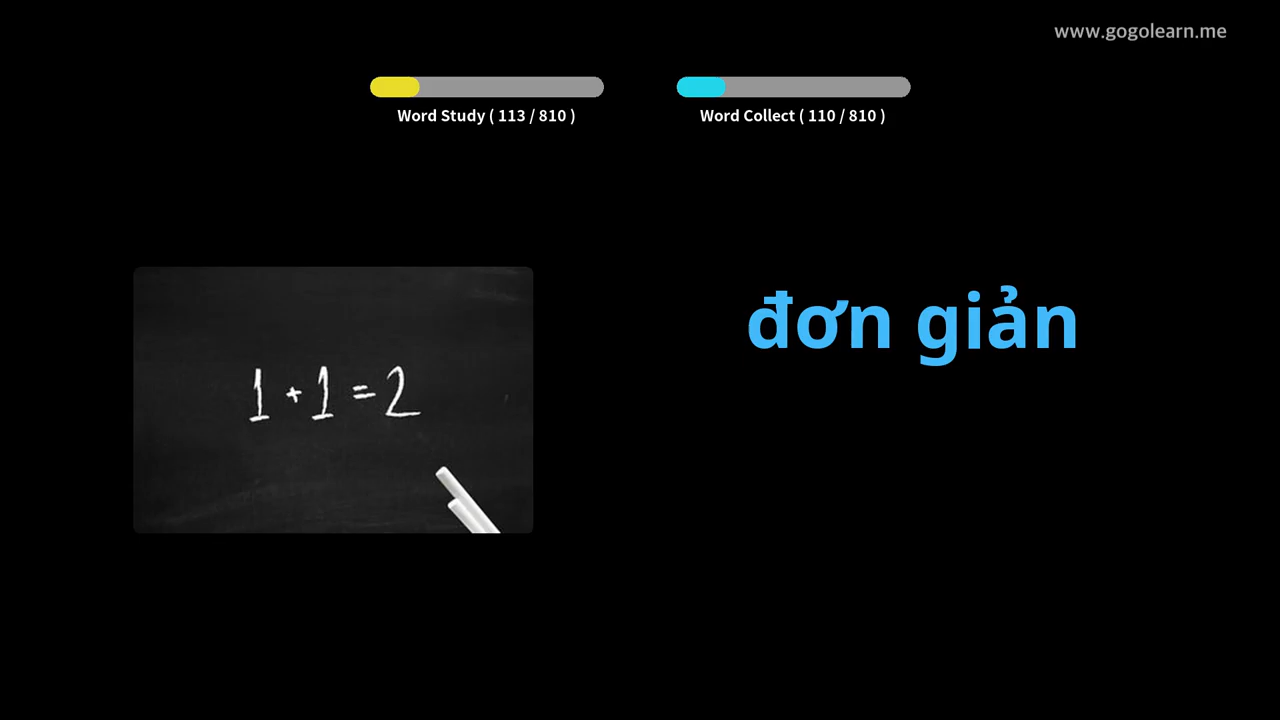 www.gogolearn.me
Word Study ( 113 / 810 )
Word Collect ( 110 / 810 )
đơn giản
1 + 1 = 2